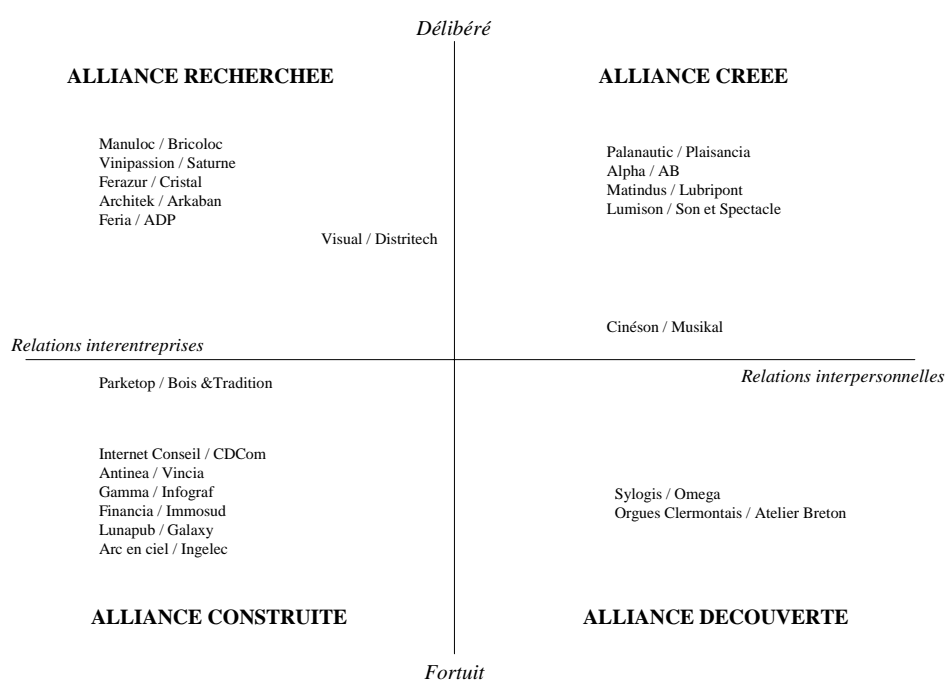 Délibéré
ALLIANCE RECHERCHEE
ALLIANCE CREEE
Manuloc / Bricoloc
Vinipassion / Saturne
Ferazur / Cristal
Architek / Arkaban
Feria / ADP
Visual / Distritech
Palanautic / Plaisancia
Alpha / AB
Matindus / Lubripont
Lumison / Son et Spectacle
Cinéson / Musikal
Relations interentreprises
Relations interpersonnelles
Parketop / Bois &Tradition
Internet Conseil / CDCom
Antinea / Vincia
Gamma / Infograf
Financia / Immosud
Lunapub / Galaxy
Arc en ciel / Ingelec
Sylogis / Omega
Orgues Clermontais / Atelier Breton
ALLIANCE CONSTRUITE
ALLIANCE DECOUVERTE
Fortuit